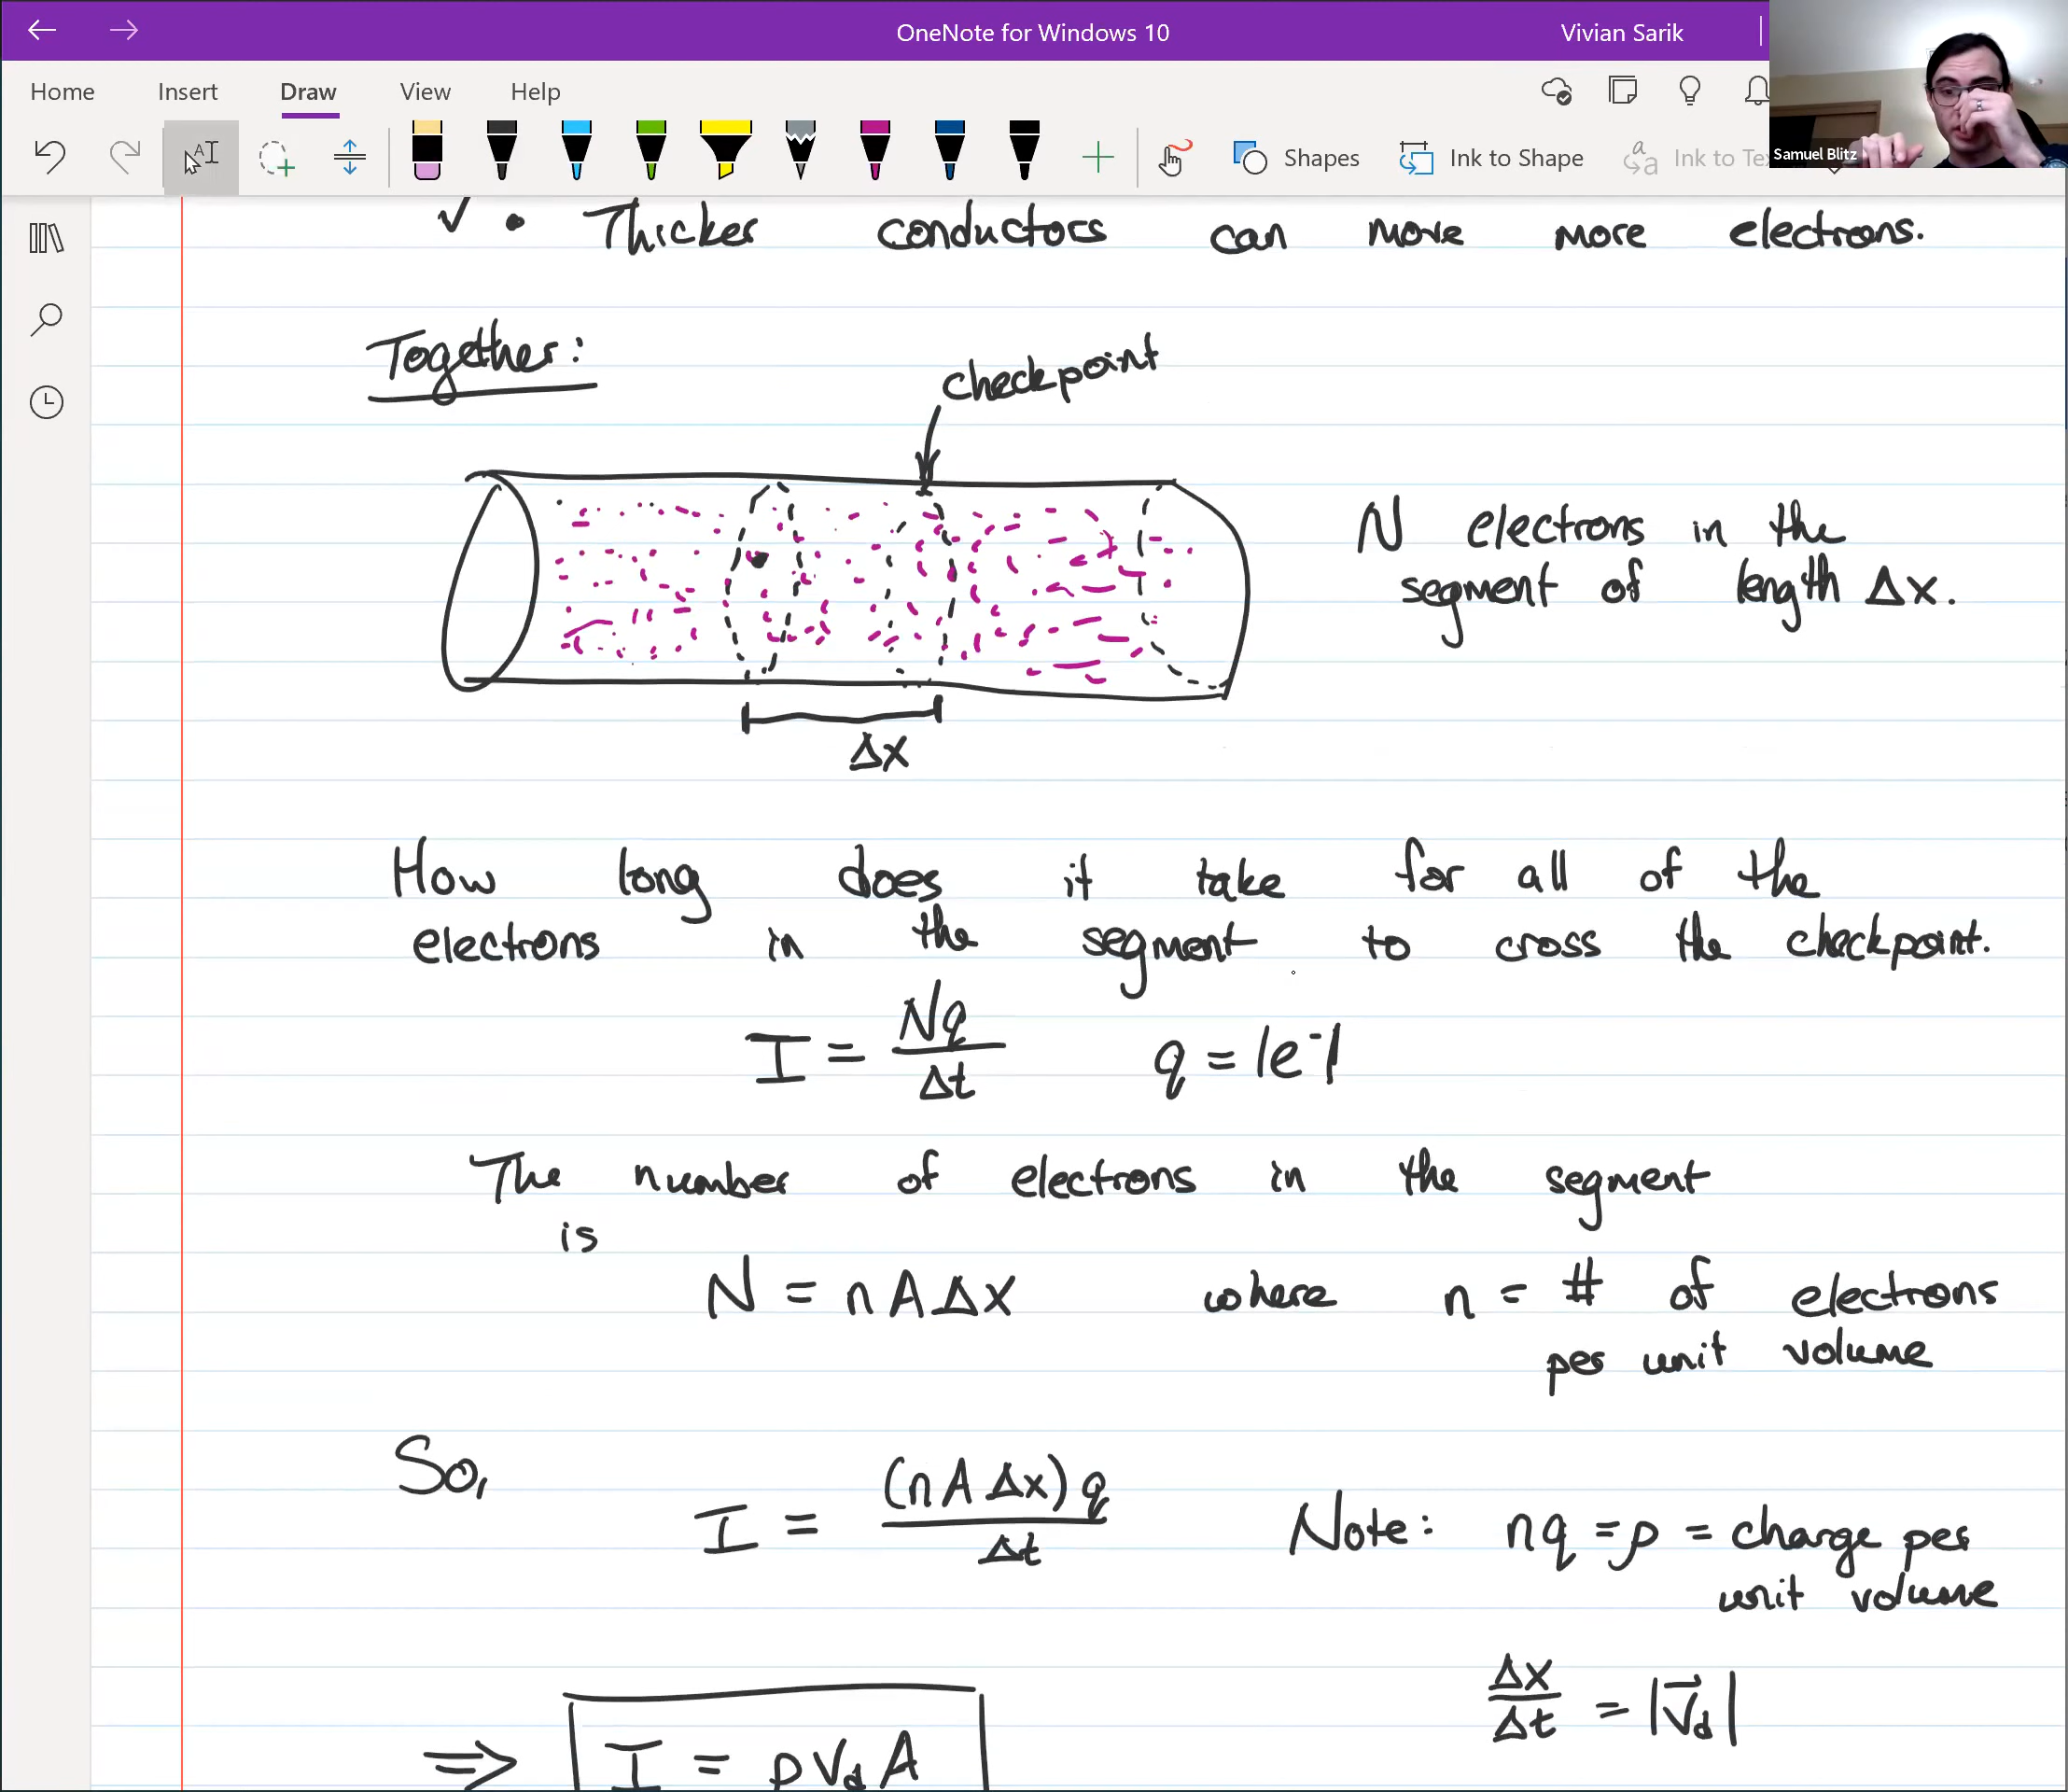 OneNote for Windows 10
Vivian Sarik
Home Insert Draw View Help
Shapes Ink to Shape Ink to Te
Samuel Blitz
✓ • Thicker conductors can move more electrons.
Together:
checkpoint
N electrons in the
segment of length Δx.
Δx
How long does it take for all of the
electrons in the segment to cross the checkpoint.
I = Nq/Δt q = |e⁻|
The number of electrons in the segment
is
N = nAΔx where n = # of electrons
per unit volume
So,
I = (nAΔx)q/Δt Note: nq = ρ = charge per
unit volume
Δx/Δt = |v⃗d|
⇒ I = ρvdA